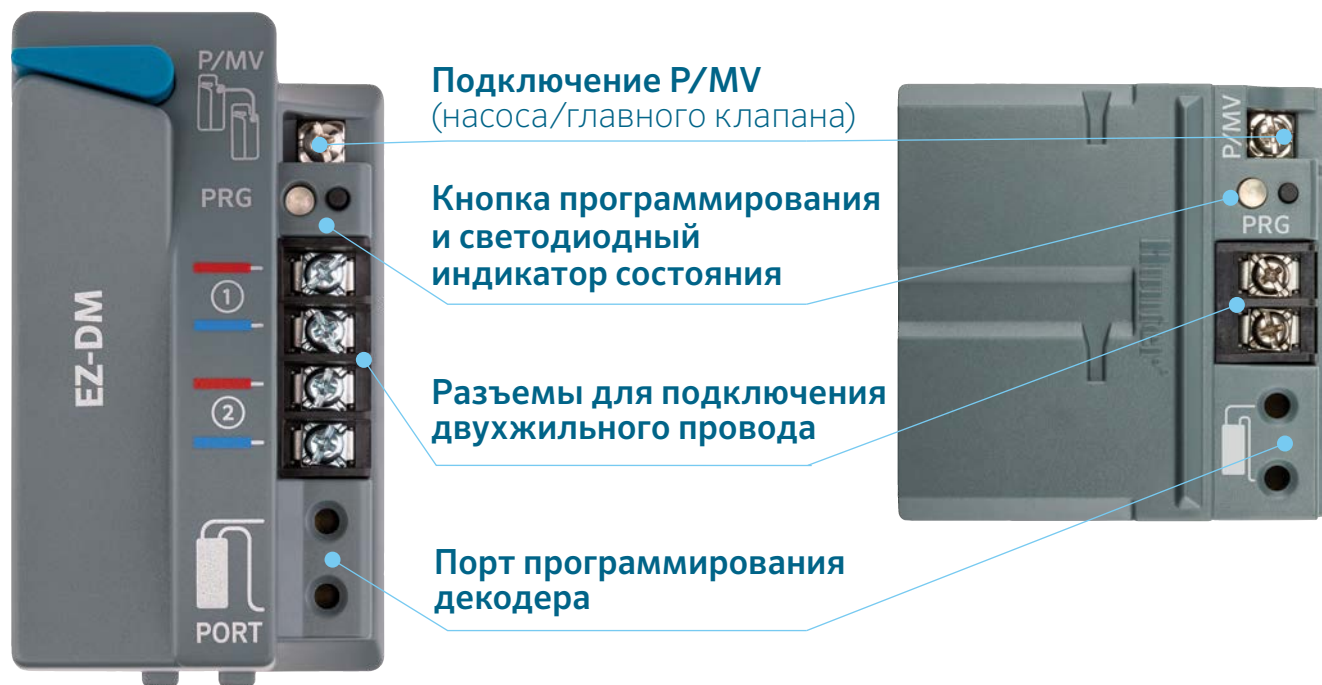 P/MV
PRG
1
EZ-DM
2
PORT
Подключение P/MV
(насоса/главного клапана)
Кнопка программирования
и светодиодный
индикатор состояния
Разъемы для подключения
двухжильного провода
Порт программирования
декодера
P/MV
PRG
Hunter